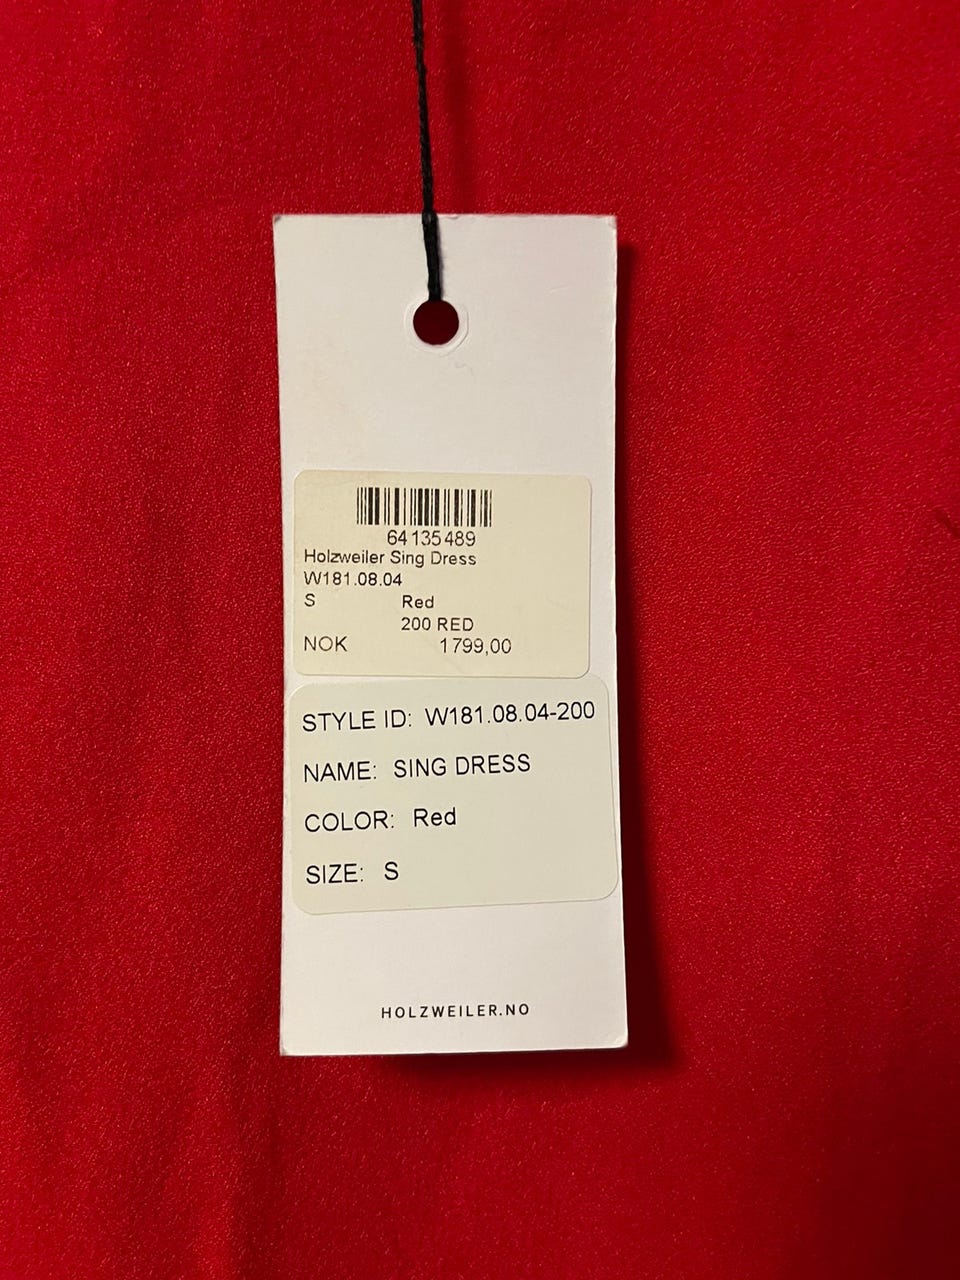 64135489
Holzweiler Sing Dress
W181.08.04
S Red
200 RED
NOK 1799,00
STYLE ID: W181.08.04-200
NAME: SING DRESS
COLOR: Red
SIZE: S
HOLZWEILER.NO